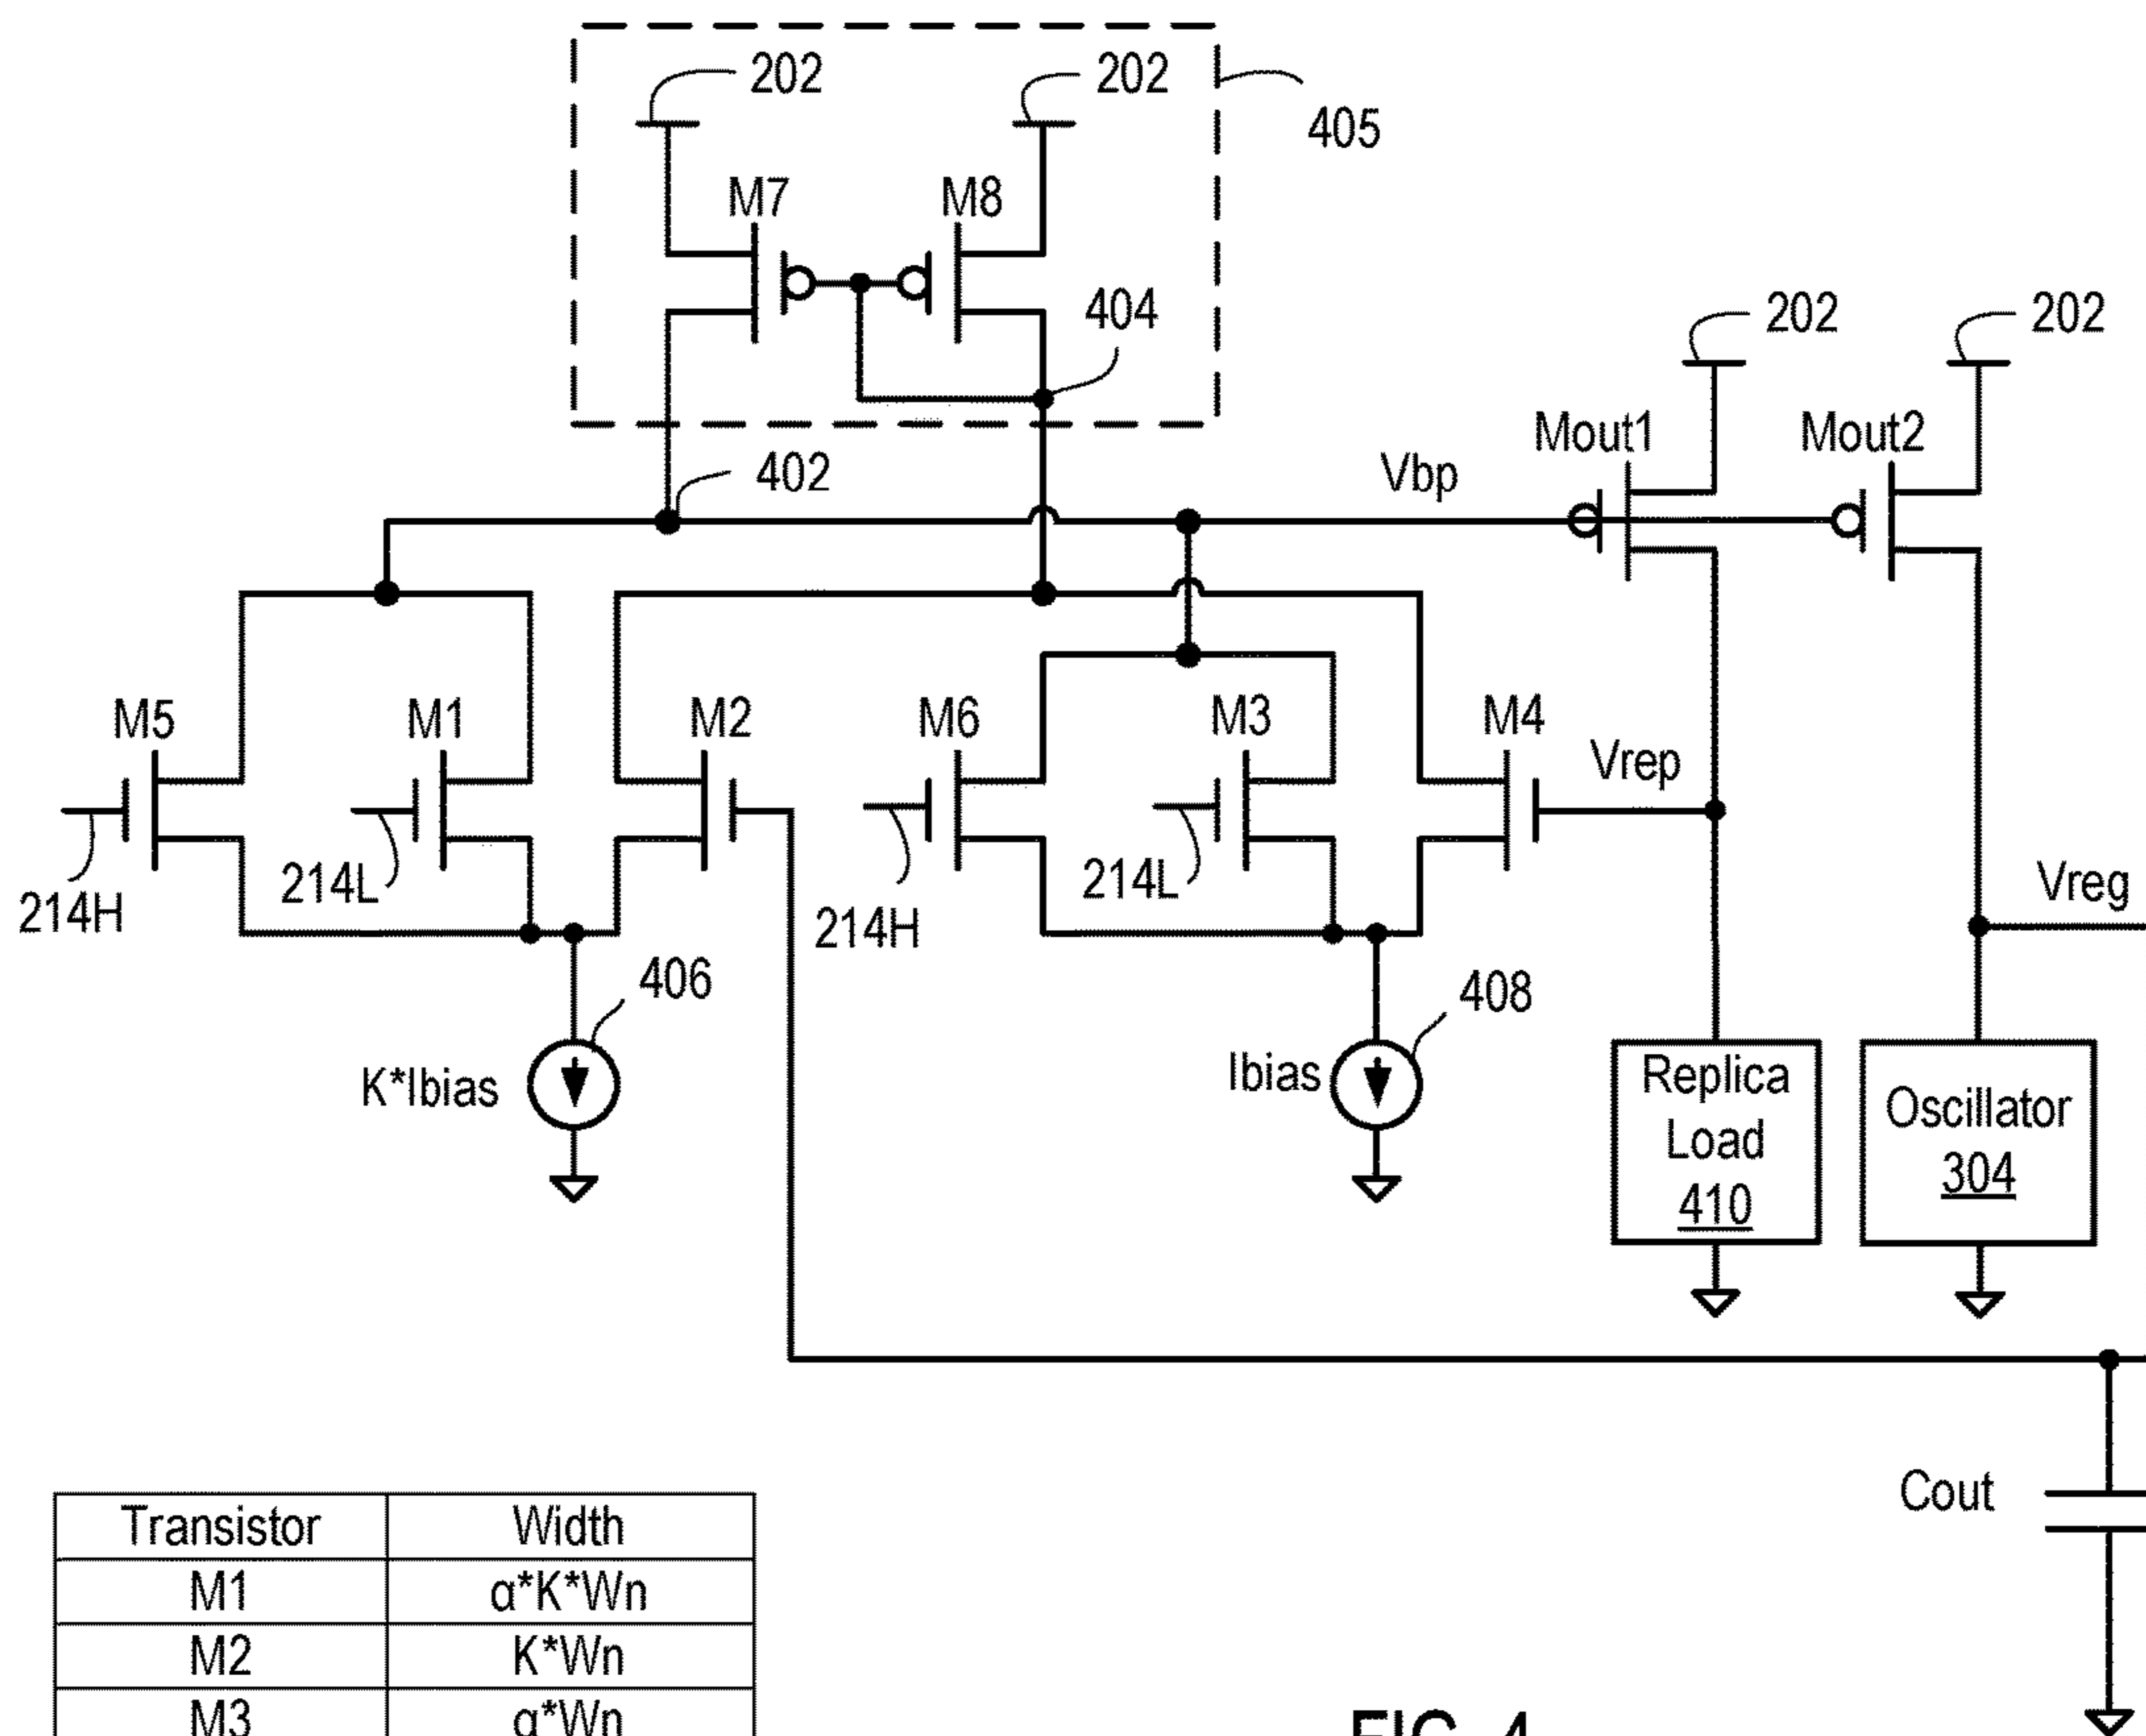 202
202
405
M7
M8
404
202
202
Mout1
Mout2
Vbp
402
M5
M1
M2
M6
M3
M4
Vrep
Vreg
214H
214L
214H
214L
406
408
K*Ibias
Ibias
Replica
Load
410
Oscillator
304
Cout
Transistor Width
M1 α*K*Wn
M2 K*Wn
M3 α*Wn
FIG. 4